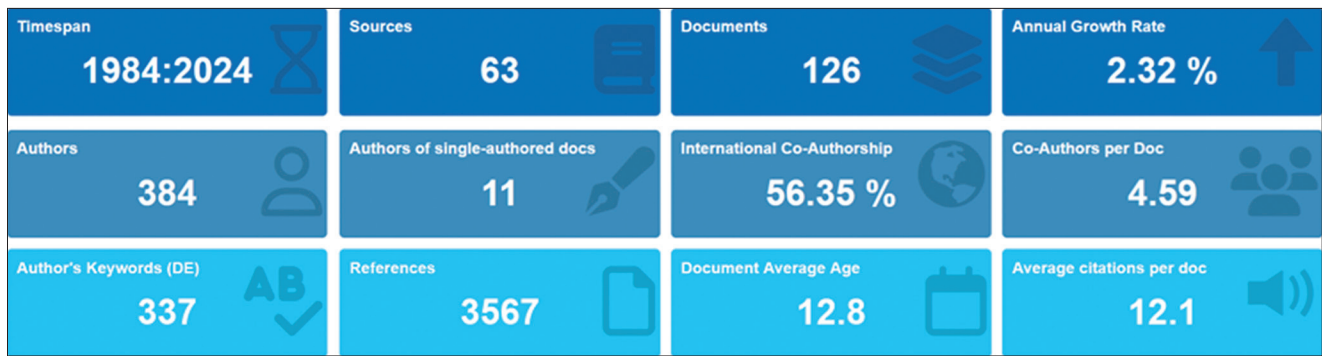 Timespan
1984:2024
Sources
63
Documents
126
Annual Growth Rate
2.32 %
Authors
384
Authors of single-authored docs
11
International Co-Authorship
56.35 %
Co-Authors per Doc
4.59
Author's Keywords (DE)
337
AB
References
3567
Document Average Age
12.8
Average citations per doc
12.1